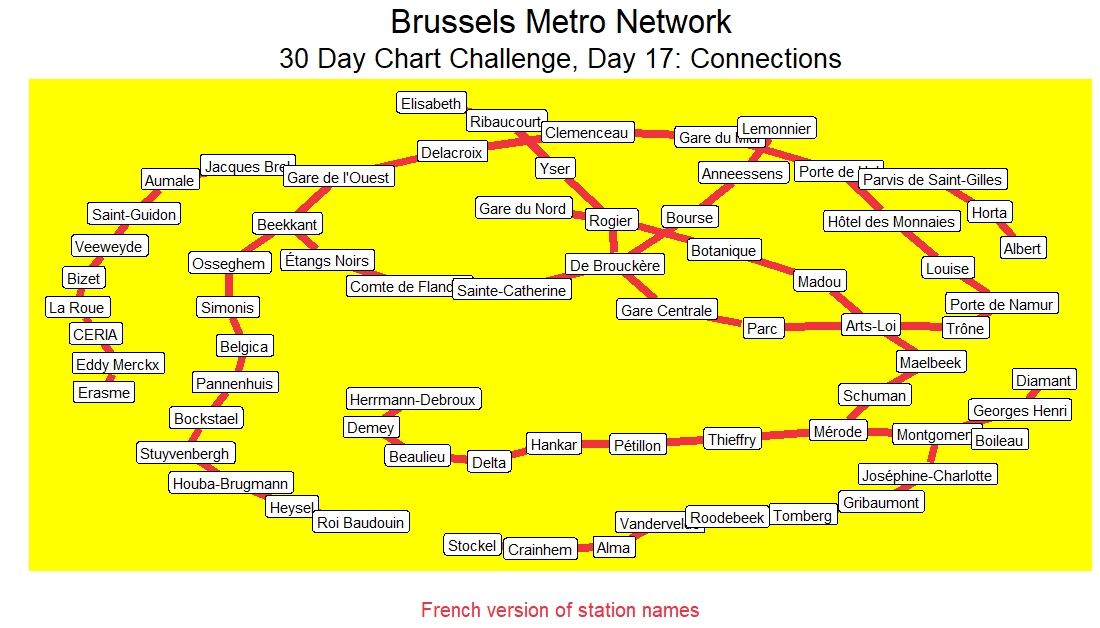 Brussels Metro Network
30 Day Chart Challenge, Day 17: Connections
Elisabeth
Ribaucourt
Clemenceau
Gare du Midi
Lemonnier
Delacroix
Jacques Brel
Gare de l'Ouest
Aumale
Yser
Anneessens
Porte de
Parvis de Saint-Gilles
Saint-Guidon
Gare du Nord
Rogier
Bourse
Hôtel des Monnaies
Horta
Beekkant
Veeweyde
Osseghem
Étangs Noirs
De Brouckère
Botanique
Albert
Bizet
Comte de Fland
Sainte-Catherine
Madou
Louise
La Roue
Simonis
Gare Centrale
Porte de Namur
CERIA
Belgica
Parc
Arts-Loi
Trône
Eddy Merckx
Maelbeek
Erasme
Pannenhuis
Herrmann-Debroux
Schuman
Diamant
Bockstael
Demey
Georges Henri
Stuyvenbergh
Beaulieu
Delta
Hankar
Pétillon
Thieffry
Mérode
Montgomer
Boileau
Houba-Brugmann
Joséphine-Charlotte
Heysel
Gribaumont
Roi Baudouin
Vandervelde
Roodebeek
Tomberg
Stockel
Crainhem
Alma
French version of station names